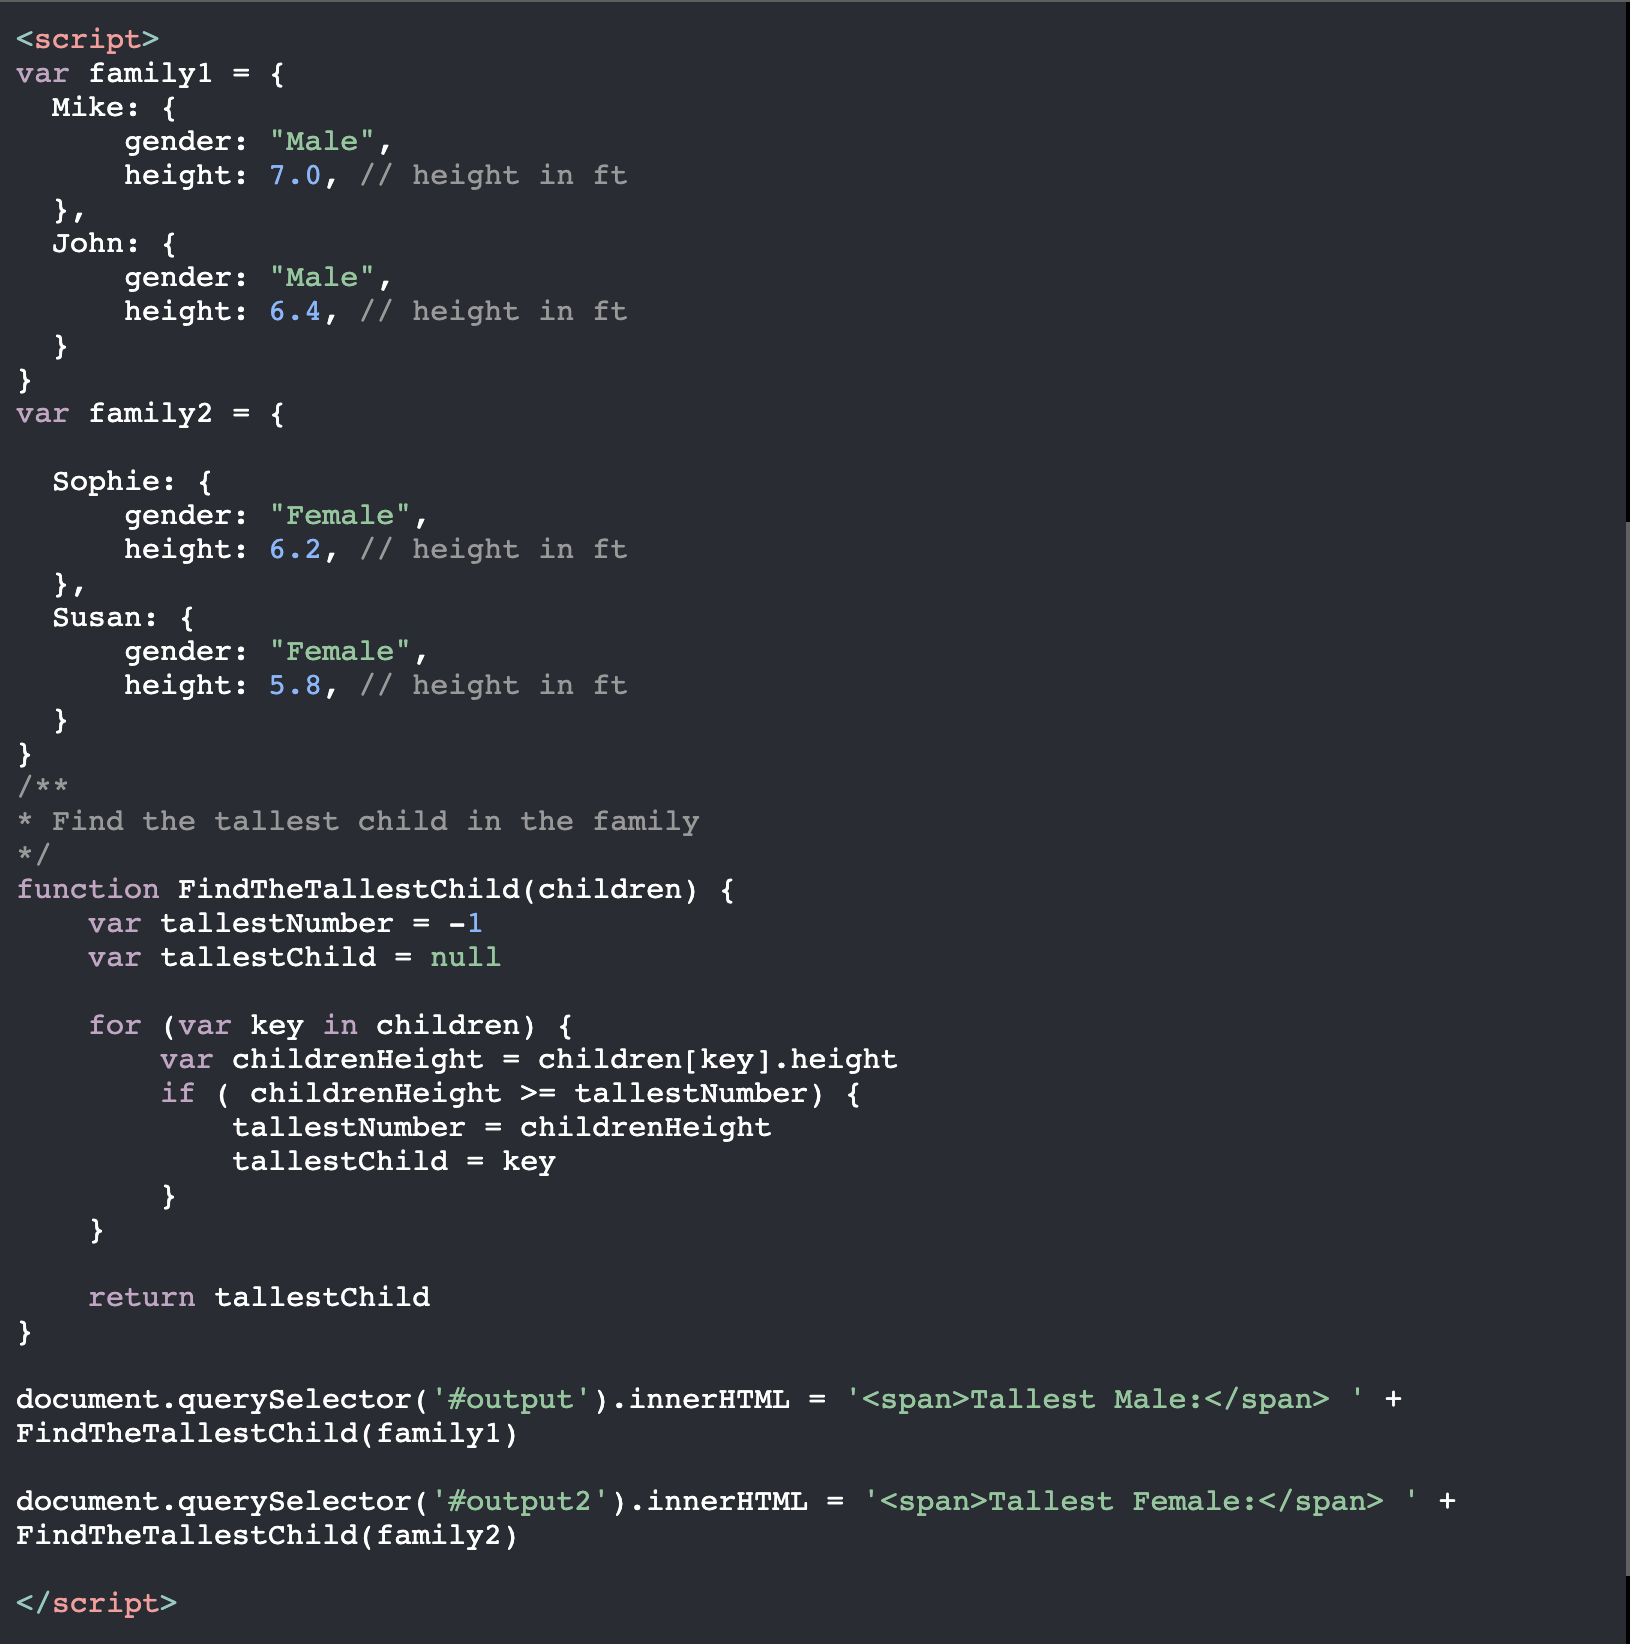 <script>
var family1 = {
  Mike: {
      gender: "Male",
      height: 7.0, // height in ft
  },
  John: {
      gender: "Male",
      height: 6.4, // height in ft
  }
}
var family2 = {

  Sophie: {
      gender: "Female",
      height: 6.2, // height in ft
  },
  Susan: {
      gender: "Female",
      height: 5.8, // height in ft
  }
}
/**
* Find the tallest child in the family
*/
function FindTheTallestChild(children) {
    var tallestNumber = -1
    var tallestChild = null

    for (var key in children) {
        var childrenHeight = children[key].height
        if ( childrenHeight >= tallestNumber) {
            tallestNumber = childrenHeight
            tallestChild = key
        }
    }

    return tallestChild
}

document.querySelector('#output').innerHTML = '<span>Tallest Male:</span> ' +
FindTheTallestChild(family1)

document.querySelector('#output2').innerHTML = '<span>Tallest Female:</span> ' +
FindTheTallestChild(family2)

</script>